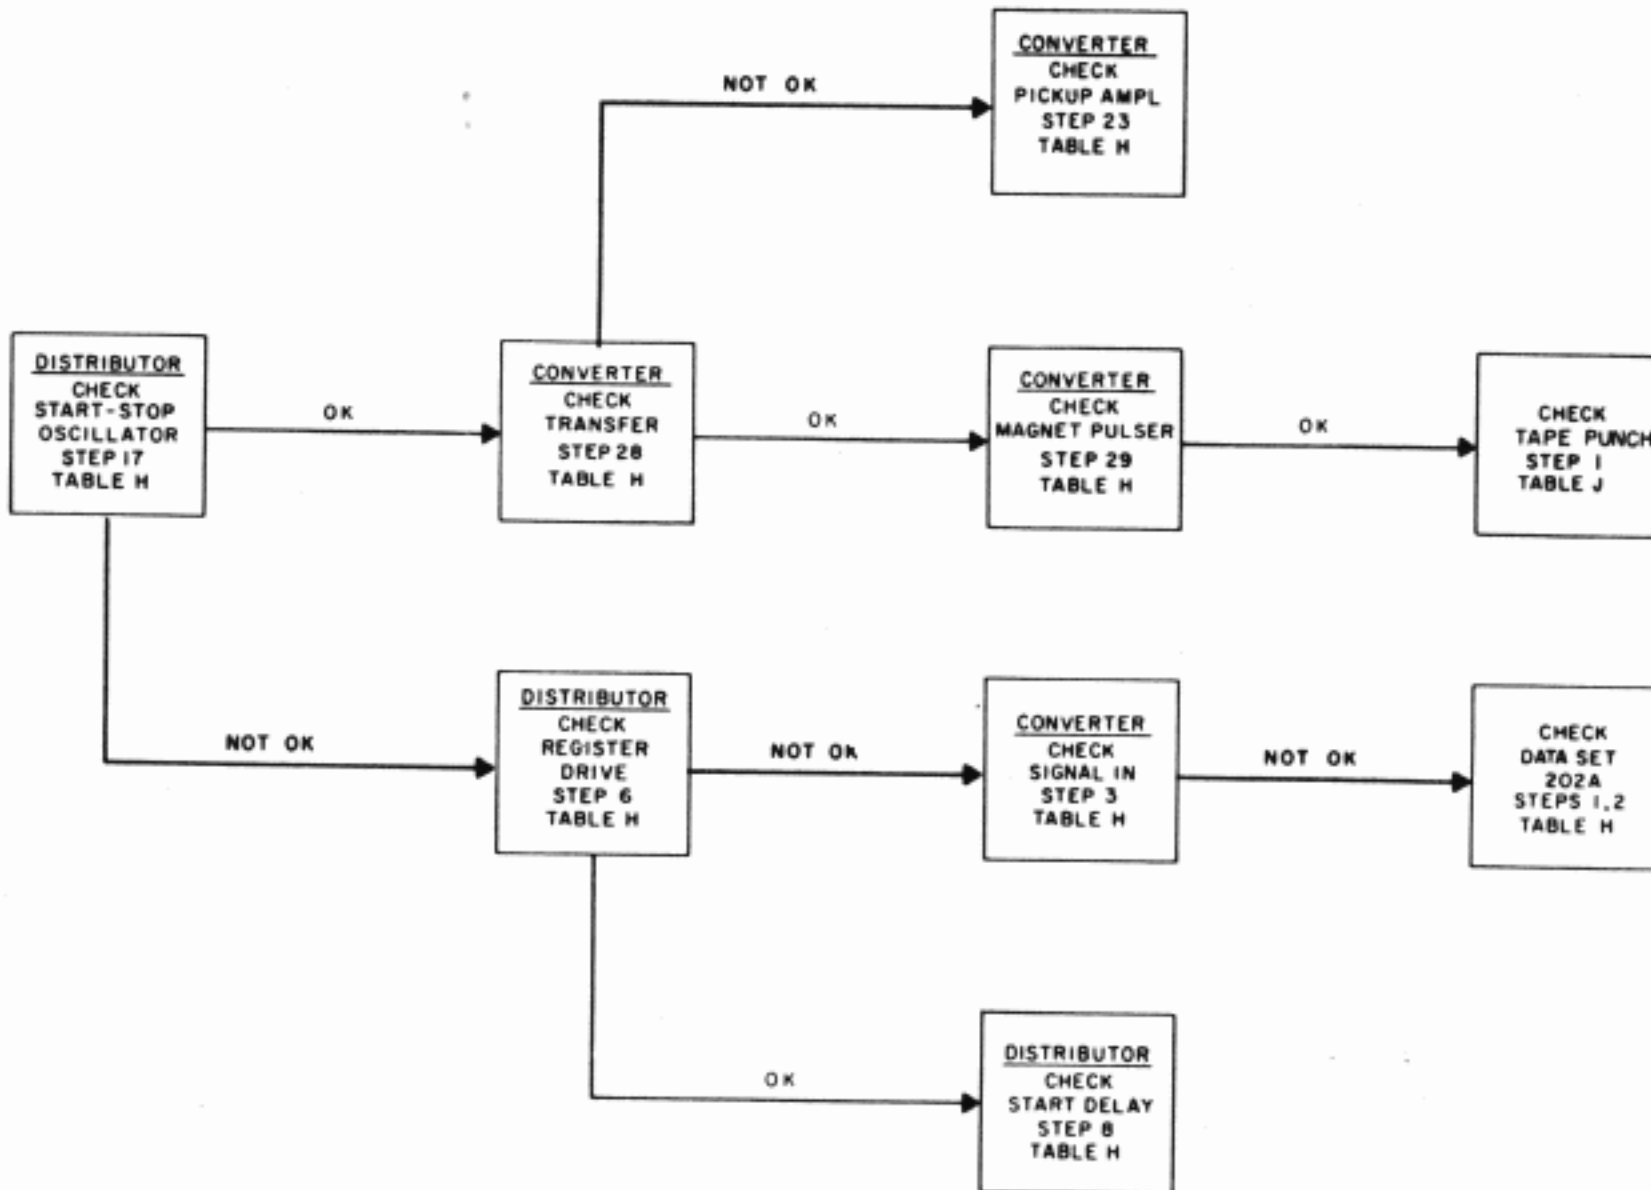 CONVERTER
CHECK
PICKUP AMPL
STEP 23
TABLE H
NOT OK
DISTRIBUTOR
CHECK
START-STOP
OSCILLATOR
STEP 17
TABLE H
OK
CONVERTER
CHECK
TRANSFER
STEP 28
TABLE H
OK
CONVERTER
CHECK
MAGNET PULSER
STEP 29
TABLE H
OK
CHECK
TAPE PUNCH
STEP 1
TABLE J
NOT OK
DISTRIBUTOR
CHECK
REGISTER
DRIVE
STEP 6
TABLE H
NOT OK
CONVERTER
CHECK
SIGNAL IN
STEP 3
TABLE H
NOT OK
CHECK
DATA SET
202A
STEPS 1,2
TABLE H
OK
DISTRIBUTOR
CHECK
START DELAY
STEP 8
TABLE H